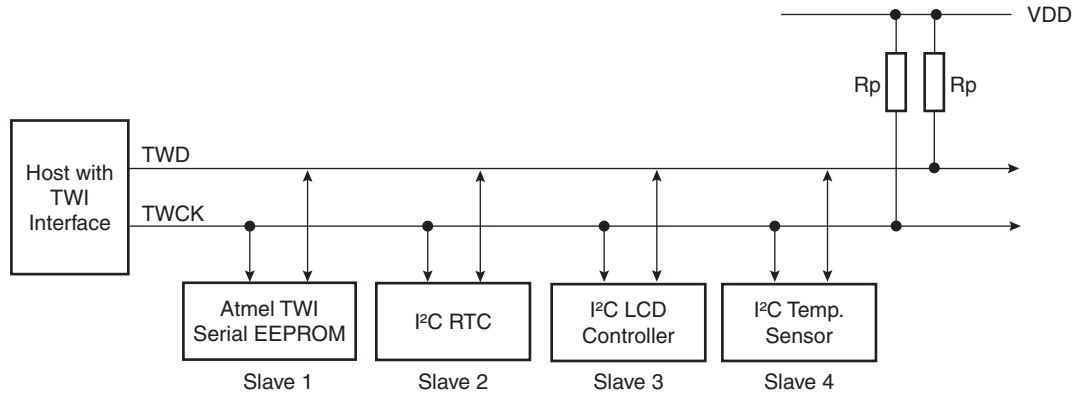 VDD
Rp
Rp
Host with
TWI
Interface
TWD
TWCK
Atmel TWI
Serial EEPROM
I²C RTC
I²C LCD
Controller
I²C Temp.
Sensor
Slave 1
Slave 2
Slave 3
Slave 4